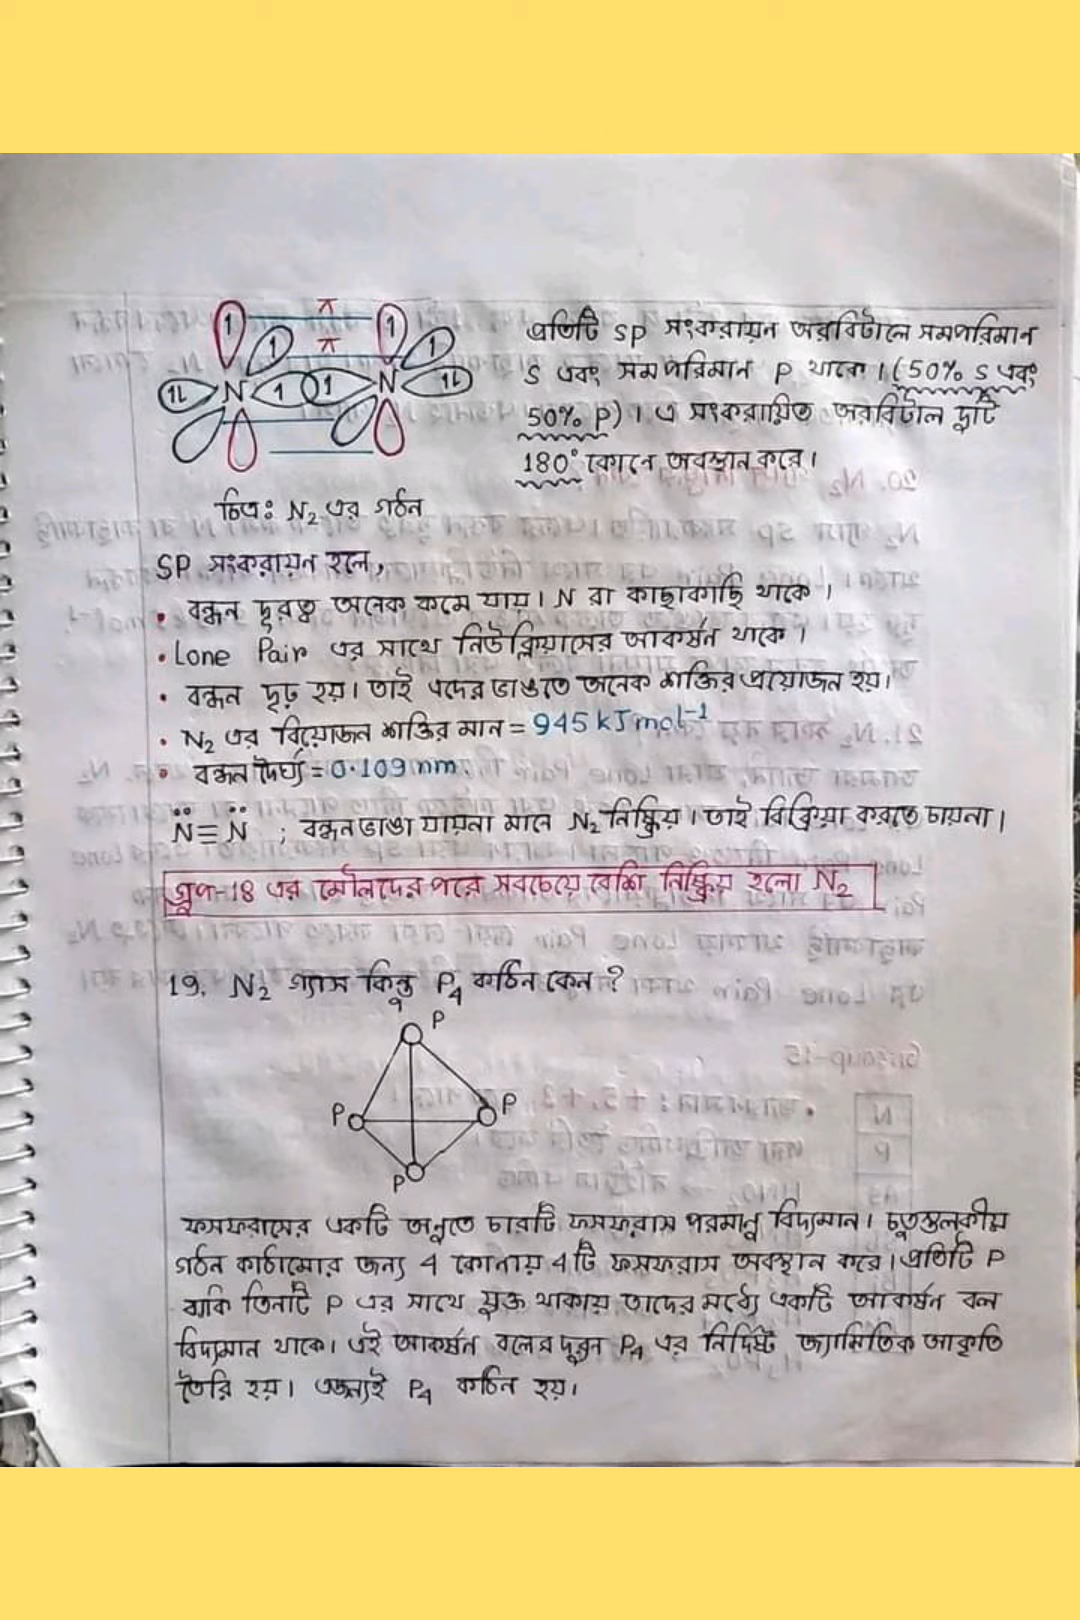 π
π
1 1 1 1
1L N 1 1 N 1L
প্রতিটি SP সংকরায়ন অরবিটালে সমপরিমান
S এবং সমপরিমান P থাকে। (50% S এবং
50% P)। এ সংকরায়িত অরবিটাল দুটি
180° কোনে অবস্থান করে।
চিত্র: N₂ এর গঠন
SP সংকরায়ন হলে,
• বন্ধন দূরত্ব অনেক কমে যায়। N রা কাছাকাছি থাকে।
• Lone Pair এর সাথে নিউক্লিয়াসের আকর্ষন থাকে।
• বন্ধন দৃঢ় হয়। তাই এদের ভাঙতে অনেক শক্তির প্রয়োজন হয়।
• N₂ এর বিয়োজন শক্তির মান = 945 kJ mol⁻¹
• বন্ধন দৈর্ঘ্য = 0.109 nm.
N̈≡N̈ ; বন্ধন ভাঙা যায়না মানে N₂ নিষ্ক্রিয়। তাই বিক্রিয়া করতে চায়না।
গ্রুপ-18 এর মৌলদের পরে সবচেয়ে বেশি নিষ্ক্রিয় হলো N₂
19. N₂ গ্যাস কিন্তু P₄ কঠিন কেন?
P
P P
P
ফসফরাসের একটি অনুতে চারটি ফসফরাস পরমানু বিদ্যমান। চতুস্তলকীয়
গঠন কাঠামোর জন্য 4 কোনায় 4টি ফসফরাস অবস্থান করে। প্রতিটি P
বাকি তিনটি P এর সাথে যুক্ত থাকায় তাদের মধ্যে একটি আকর্ষন বল
বিদ্যমান থাকে। এই আকর্ষন বলের দরুন P₄ এর নির্দিষ্ট জ্যামিতিক আকৃতি
তৈরি হয়। এজন্যই P₄ কঠিন হয়।